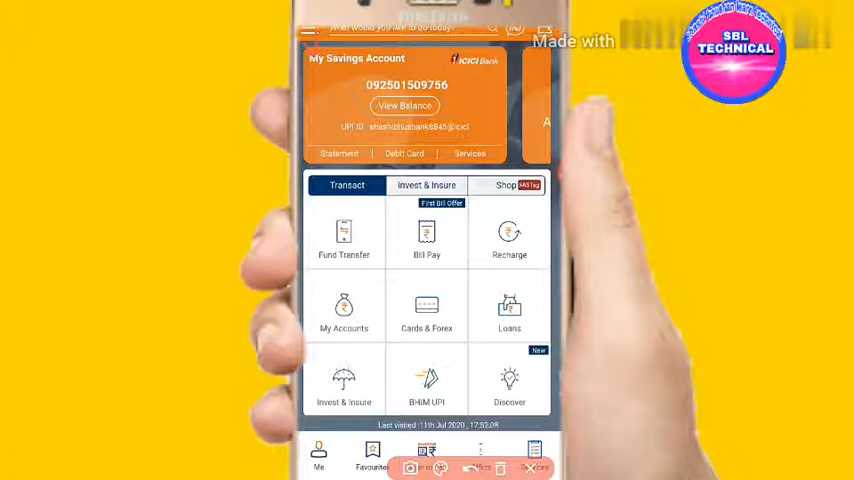 What would you like to do today?
Made with
SBL
TECHNICAL
My Savings Account
ICICI Bank
092501509756
View Balance
UPI ID
Statement
Debit Card
Services
A
Transact
Invest & Insure
Shop
FASTag
First Bill Offer
Fund Transfer
Bill Pay
Recharge
My Accounts
Cards & Forex
Loans
New
Invest & Insure
BHIM UPI
Discover
Last visited :11th Jul 2020 , 17:52:08
Me
Favourites